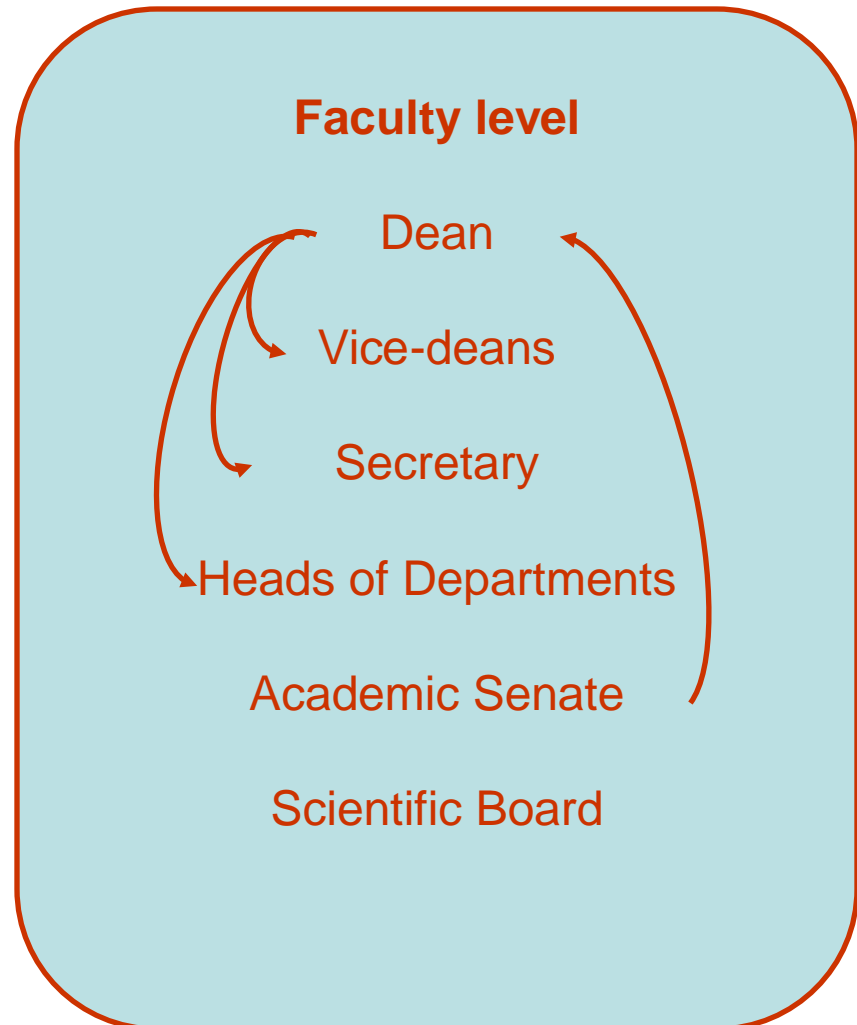 Faculty level
Dean
Vice-deans
Secretary
Heads of Departments
Academic Senate
Scientific Board